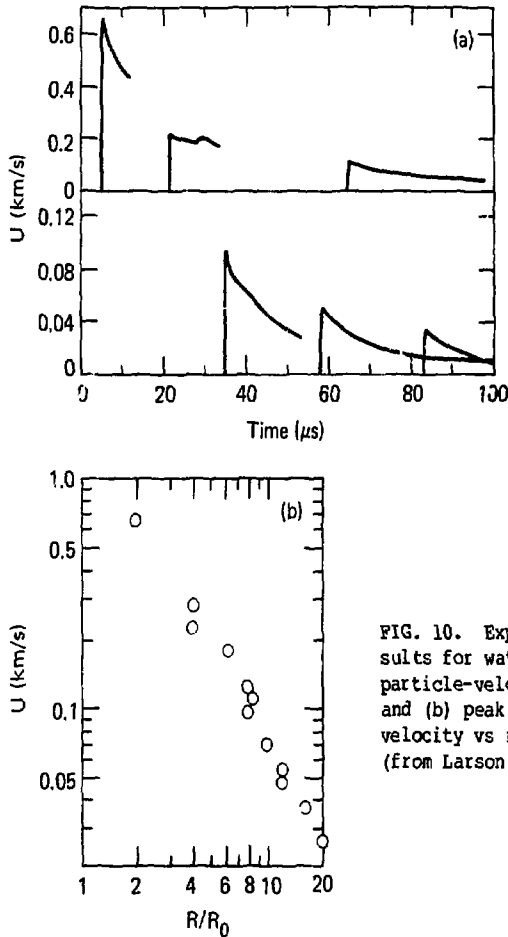 (a)
0.6
0.4
0.2
0
U (km/s)
0.12
0.08
0.04
0
0 20 40 60 80 100
Time (μs)
(b)
1.0
0.5
0.1
0.05
U (km/s)
1 2 4 6 8 10 20
R/R₀
FIG. 10. Exp
sults for wat
particle-velo
and (b) peak
velocity vs
(from Larson